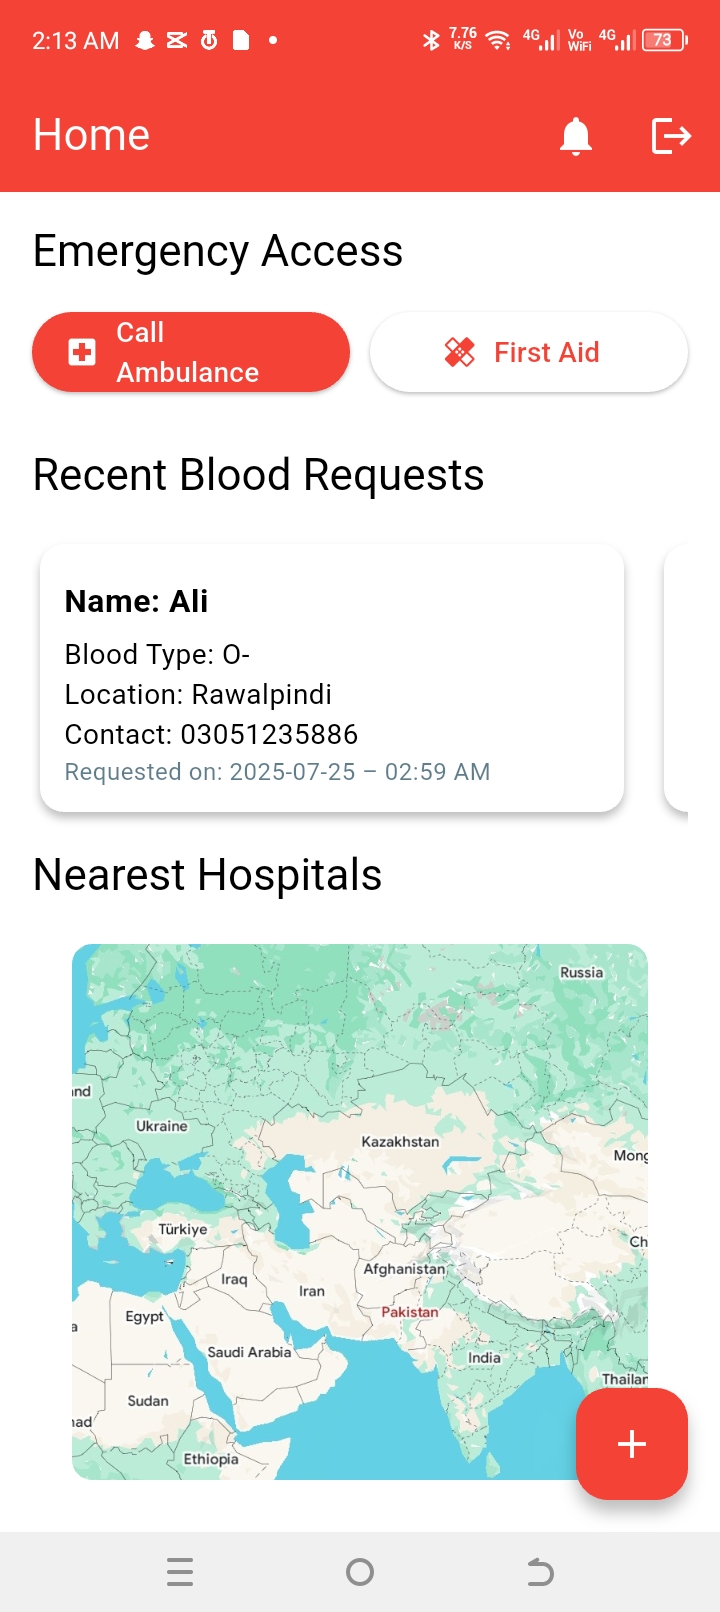 2:13 AM
7.76 K/S
4G
Vo WiFi
4G
73
Home
Emergency Access
Call
Ambulance
First Aid
Recent Blood Requests
Name: Ali
Blood Type: O-
Location: Rawalpindi
Contact: 03051235886
Requested on: 2025-07-25 – 02:59 AM
Nearest Hospitals
Russia
nd
Ukraine
Kazakhstan
Mong
Türkiye
Ch
Afghanistan
Iraq
Iran
Pakistan
Egypt
a
Saudi Arabia
India
Thailan
Sudan
ad
Ethiopia